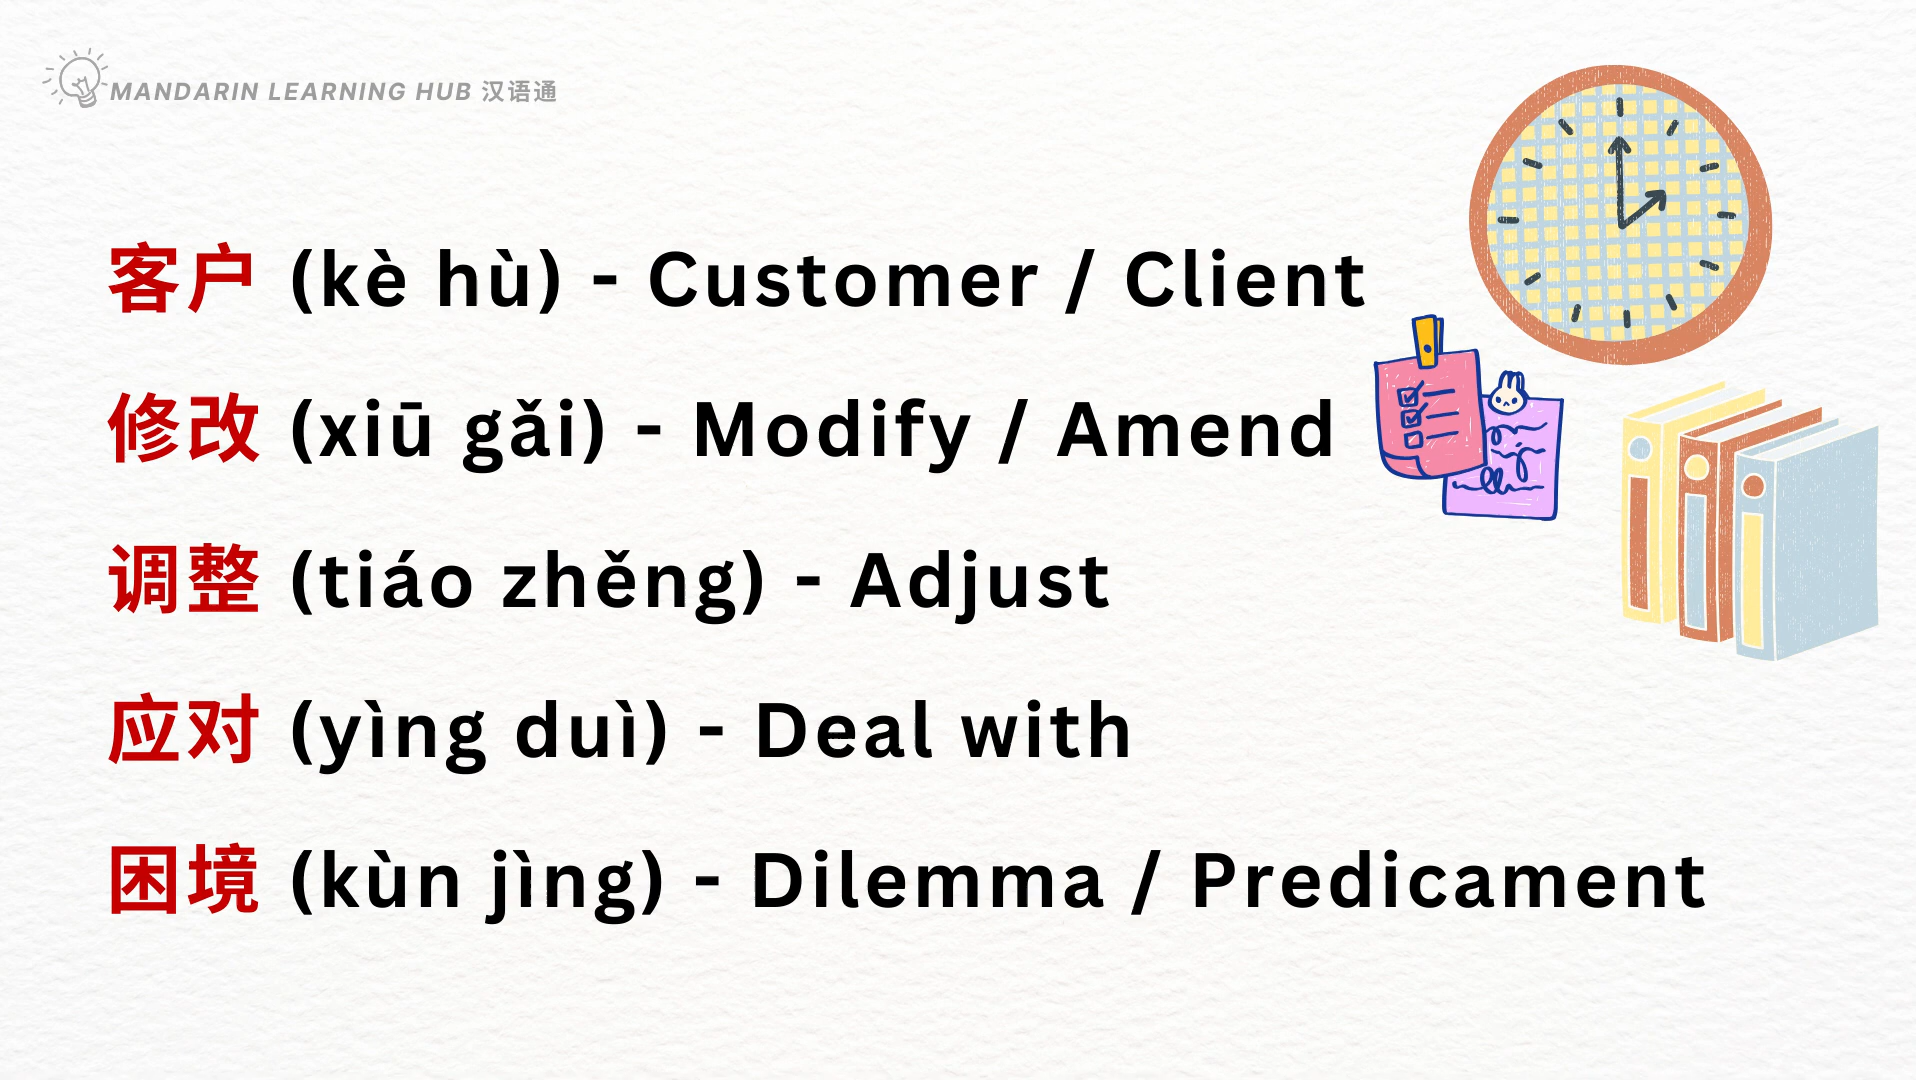 MANDARIN LEARNING HUB 汉语通
客户 (kè hù) - Customer / Client
修改 (xiū gǎi) - Modify / Amend
调整 (tiáo zhěng) - Adjust
应对 (yìng duì) - Deal with
困境 (kùn jìng) - Dilemma / Predicament